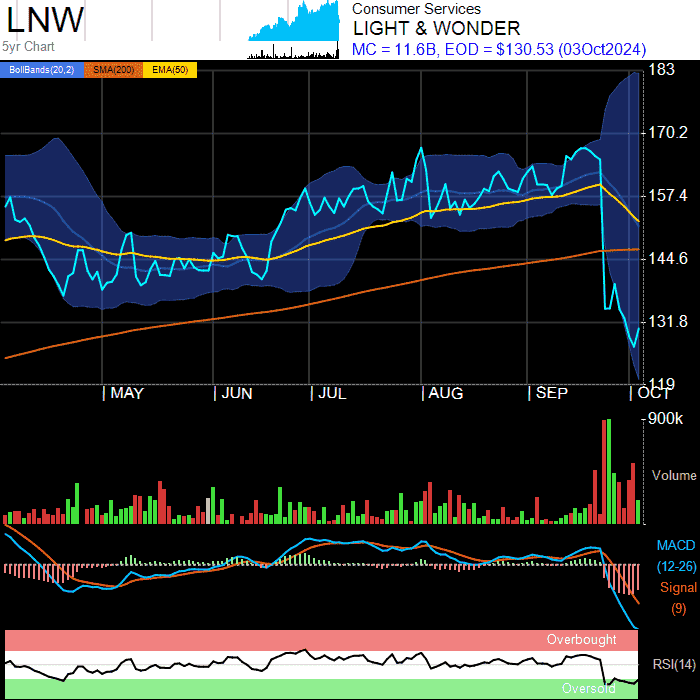 LNW
5yr Chart
Consumer Services
LIGHT & WONDER
MC = 11.6B, EOD = $130.53 (03Oct2024)
BollBands(20,2) SMA(200) EMA(50)
183
170.2
157.4
144.6
131.8
119
MAY JUN JUL AUG SEP OCT
900k
Volume
MACD
(12-26)
Signal
(9)
Overbought
RSI(14)
Oversold